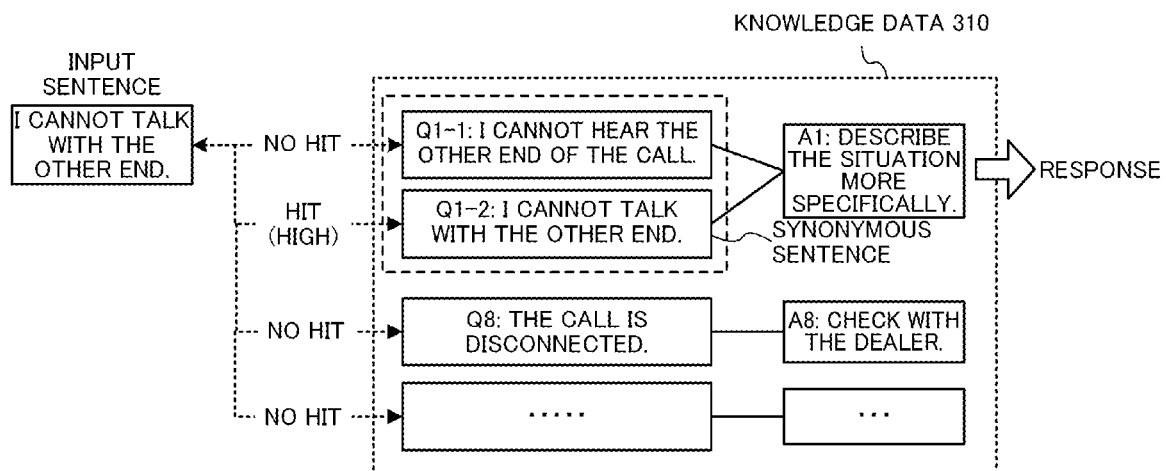 KNOWLEDGE DATA 310
INPUT
SENTENCE
I CANNOT TALK
WITH THE
OTHER END.
NO HIT
Q1-1: I CANNOT HEAR THE
OTHER END OF THE CALL.
A1: DESCRIBE
THE SITUATION
MORE
SPECIFICALLY.
RESPONSE
HIT
(HIGH)
Q1-2: I CANNOT TALK
WITH THE OTHER END.
SYNONYMOUS
SENTENCE
NO HIT
Q8: THE CALL IS
DISCONNECTED.
A8: CHECK WITH
THE DEALER.
NO HIT
.....
...